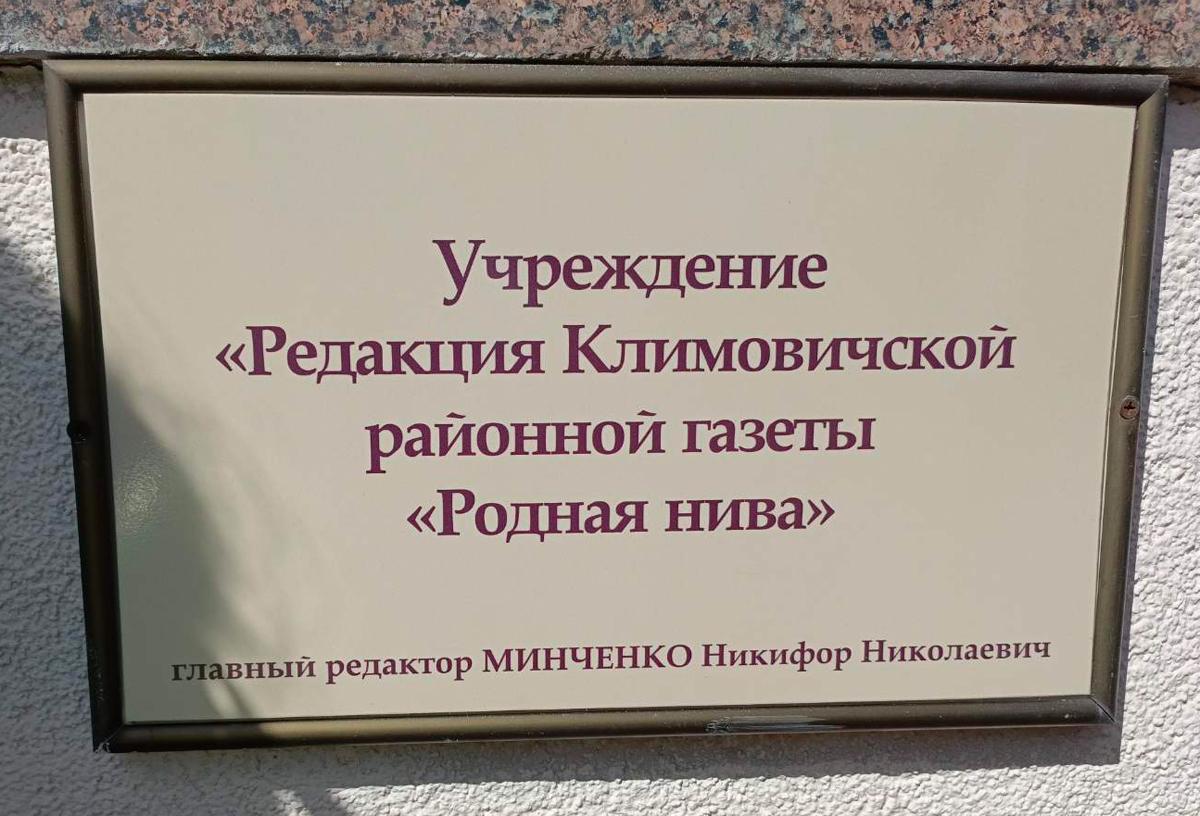 Учреждение
«Редакция Климовичской
районной газеты
«Родная нива»
главный редактор МИНЧЕНКО Никифор Николаевич